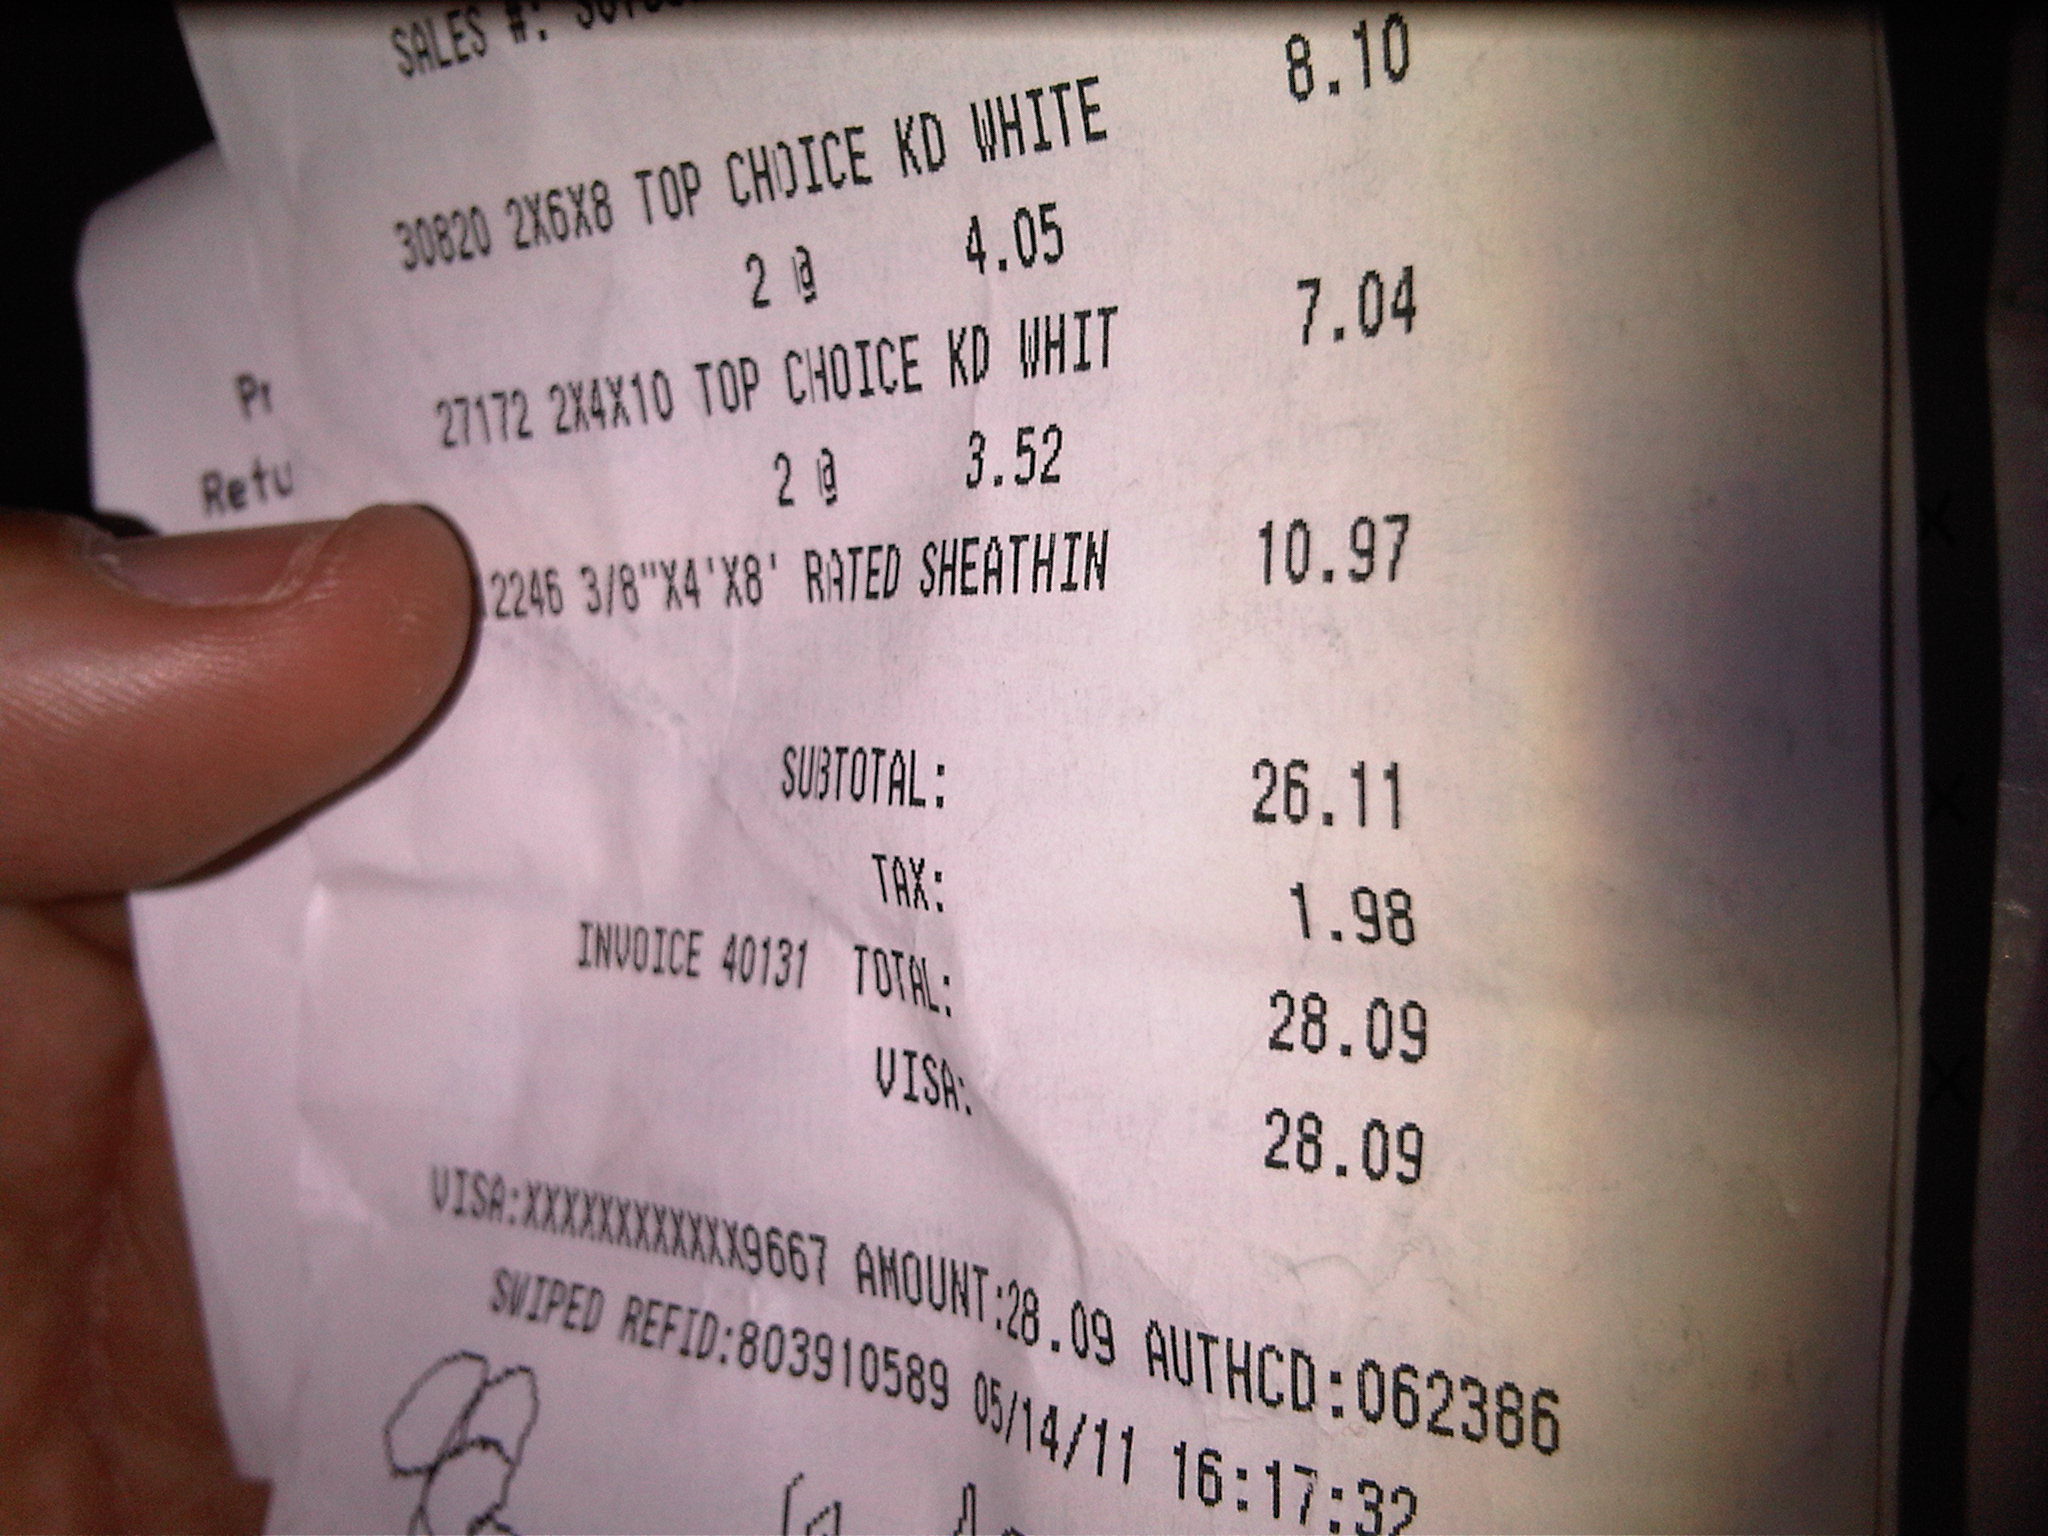 SALES #:
8.10
30820 2X6X8 TOP CHOICE KD WHITE
2 @ 4.05
7.04
27172 2X4X10 TOP CHOICE KD WHIT
2 @ 3.52
Pr
Retu
2246 3/8"X4'X8' RATED SHEATHIN 10.97
SUBTOTAL: 26.11
TAX: 1.98
INVOICE 40131 TOTAL: 28.09
VISA: 28.09
VISA:XXXXXXXXXXXX9667 AMOUNT:28.09 AUTHCD:062386
SWIPED REFID:803910589 05/14/11 16:17:32